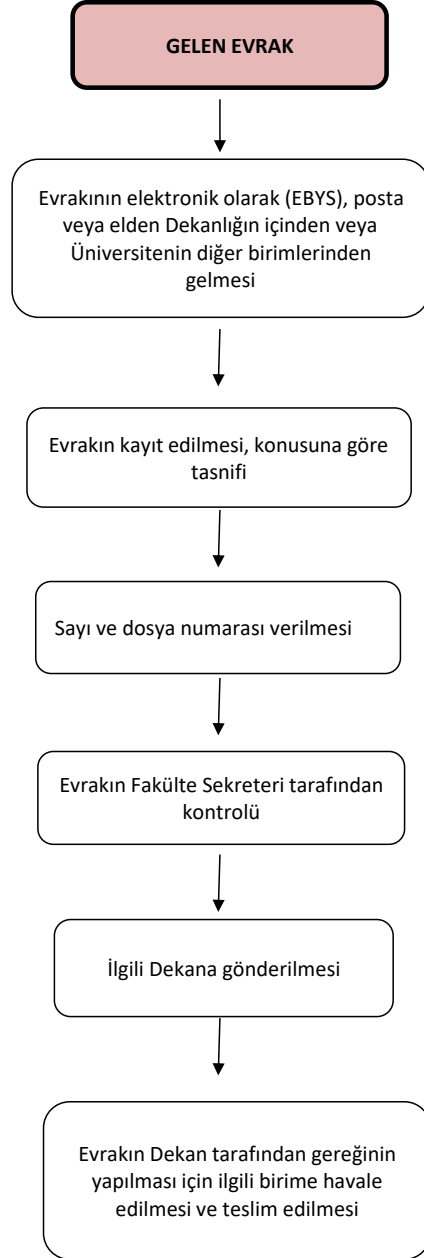 GELEN EVRAK
Evrakının elektronik olarak (EBYS), posta
veya elden Dekanlığın içinden veya
Üniversitenin diğer birimlerinden
gelmesi
Evrakın kayıt edilmesi, konusuna göre
tasnifi
Sayı ve dosya numarası verilmesi
Evrakın Fakülte Sekreteri tarafından
kontrolü
İlgili Dekana gönderilmesi
Evrakın Dekan tarafından gereğinin
yapılması için ilgili birime havale
edilmesi ve teslim edilmesi